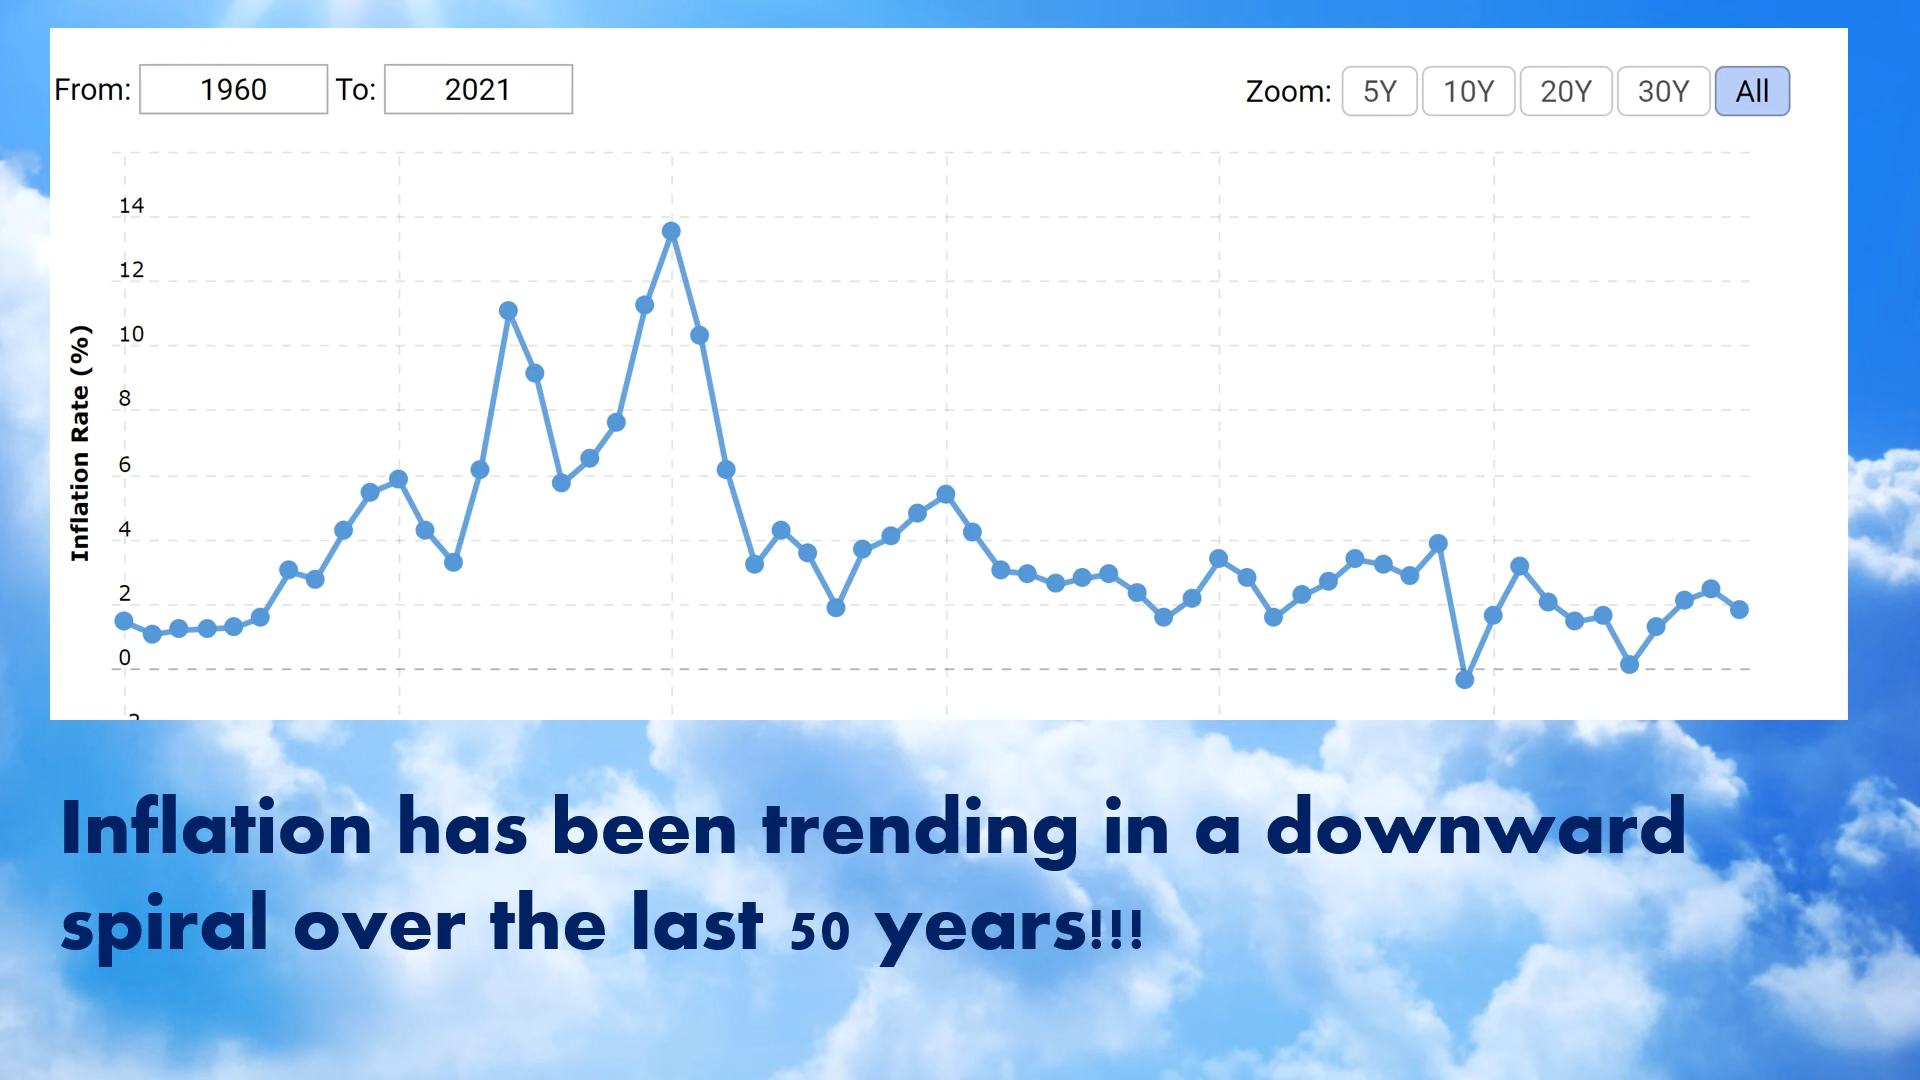 From: 1960 To: 2021 Zoom: 5Y 10Y 20Y 30Y All
14
12
10
8
6
4
2
0
Inflation Rate (%)
Inflation has been trending in a downward
spiral over the last 50 years!!!